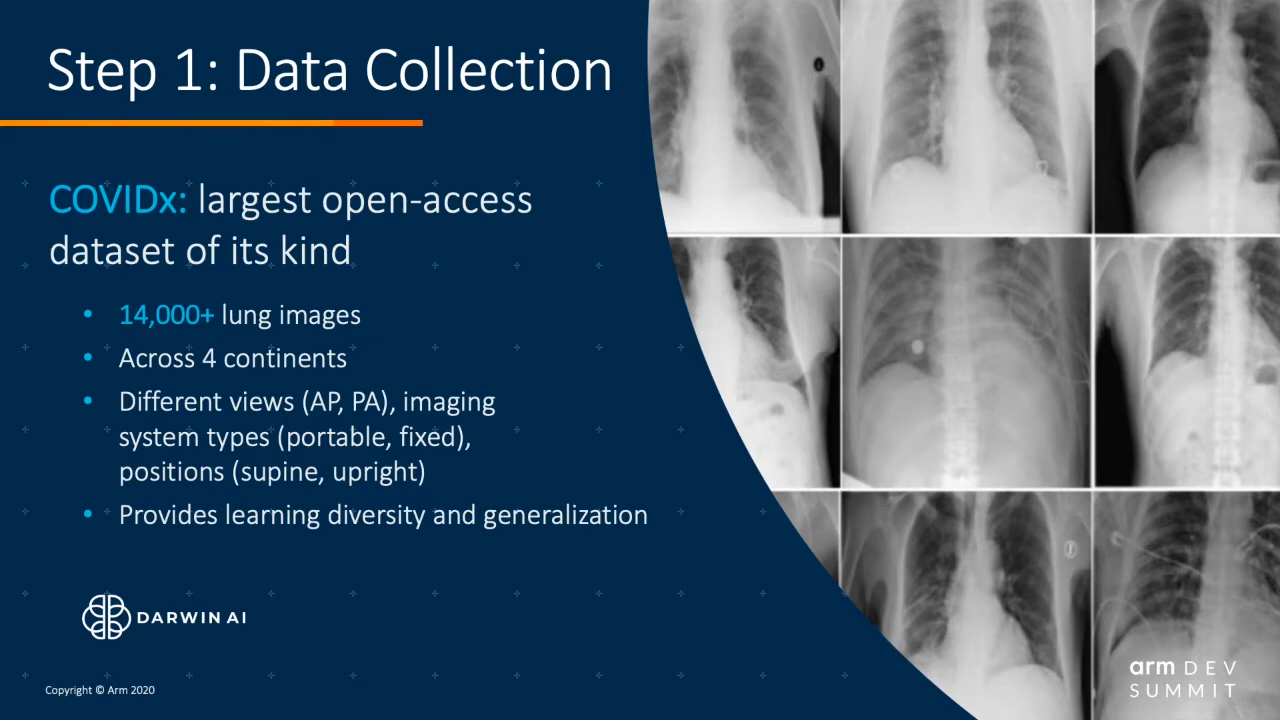 Step 1: Data Collection
COVIDx: largest open-access
dataset of its kind
• 14,000+ lung images
• Across 4 continents
• Different views (AP, PA), imaging
system types (portable, fixed),
positions (supine, upright)
• Provides learning diversity and generalization
DARWIN AI
Copyright © Arm 2020
arm DEV
SUMMIT